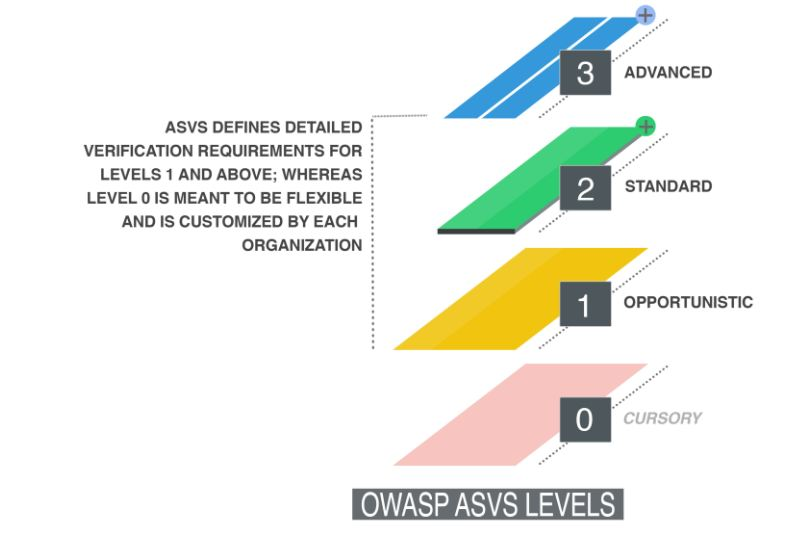 3
ADVANCED
ASVS DEFINES DETAILED
VERIFICATION REQUIREMENTS FOR
LEVELS 1 AND ABOVE; WHEREAS
LEVEL 0 IS MEANT TO BE FLEXIBLE
AND IS CUSTOMIZED BY EACH
ORGANIZATION
2
STANDARD
1
OPPORTUNISTIC
0
CURSORY
OWASP ASVS LEVELS